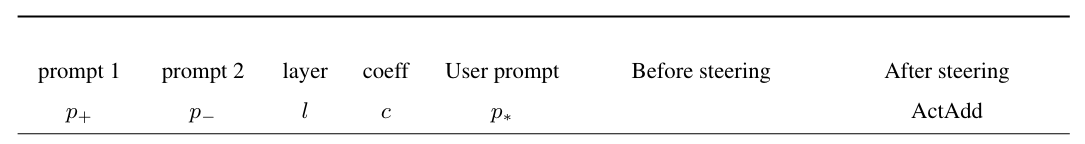 prompt 1 prompt 2 layer coeff User prompt Before steering After steering
p₊ p₋ l c p∗ ActAdd